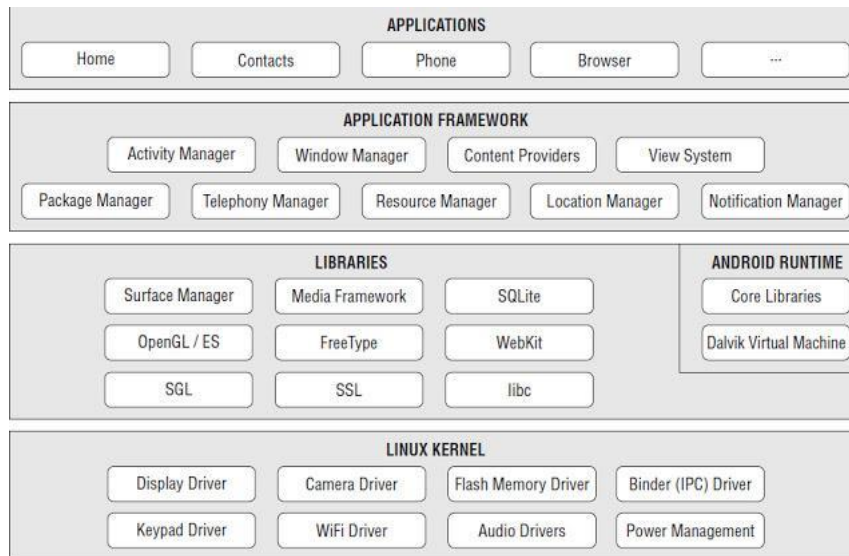 APPLICATIONS
Home Contacts Phone Browser ...
APPLICATION FRAMEWORK
Activity Manager Window Manager Content Providers View System
Package Manager Telephony Manager Resource Manager Location Manager Notification Manager
LIBRARIES ANDROID RUNTIME
Surface Manager Media Framework SQLite Core Libraries
OpenGL / ES FreeType WebKit Dalvik Virtual Machine
SGL SSL libc
LINUX KERNEL
Display Driver Camera Driver Flash Memory Driver Binder (IPC) Driver
Keypad Driver WiFi Driver Audio Drivers Power Management